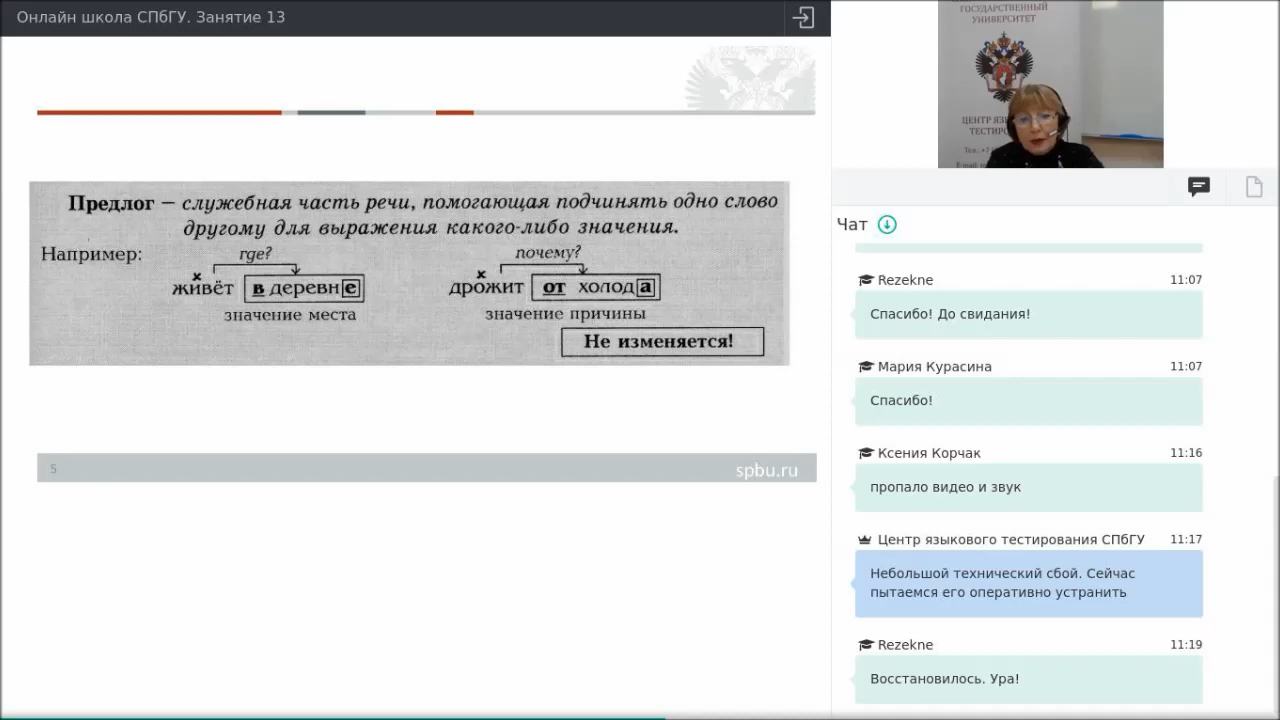 Онлайн школа СПбГУ. Занятие 13
Предлог – служебная часть речи, помогающая подчинять одно слово
другому для выражения какого-либо значения.
Например:
где?
живёт в деревне
значение места
почему?
дрожит от холода
значение причины
Не изменяется!
5
spbu.ru
ГОСУДАРСТВЕННЫЙ
УНИВЕРСИТЕТ
ЦЕНТР
Чат
Rezekne 11:07
Спасибо! До свидания!
Мария Курасина 11:07
Спасибо!
Ксения Корчак 11:16
пропало видео и звук
Центр языкового тестирования СПбГУ 11:17
Небольшой технический сбой. Сейчас
пытаемся его оперативно устранить
Rezekne 11:19
Восстановилось. Ура!